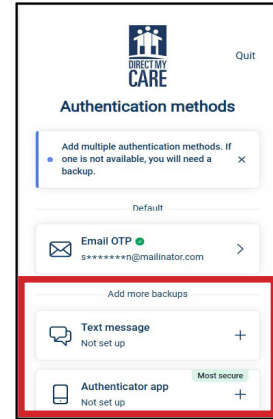 DIRECT MY
CARE
Quit
Authentication methods
Add multiple authentication methods. If
one is not available, you will need a
backup.
Default
Email OTP
s*******n@mailinator.com
Add more backups
Text message
Not set up
Most secure
Authenticator app
Not set up